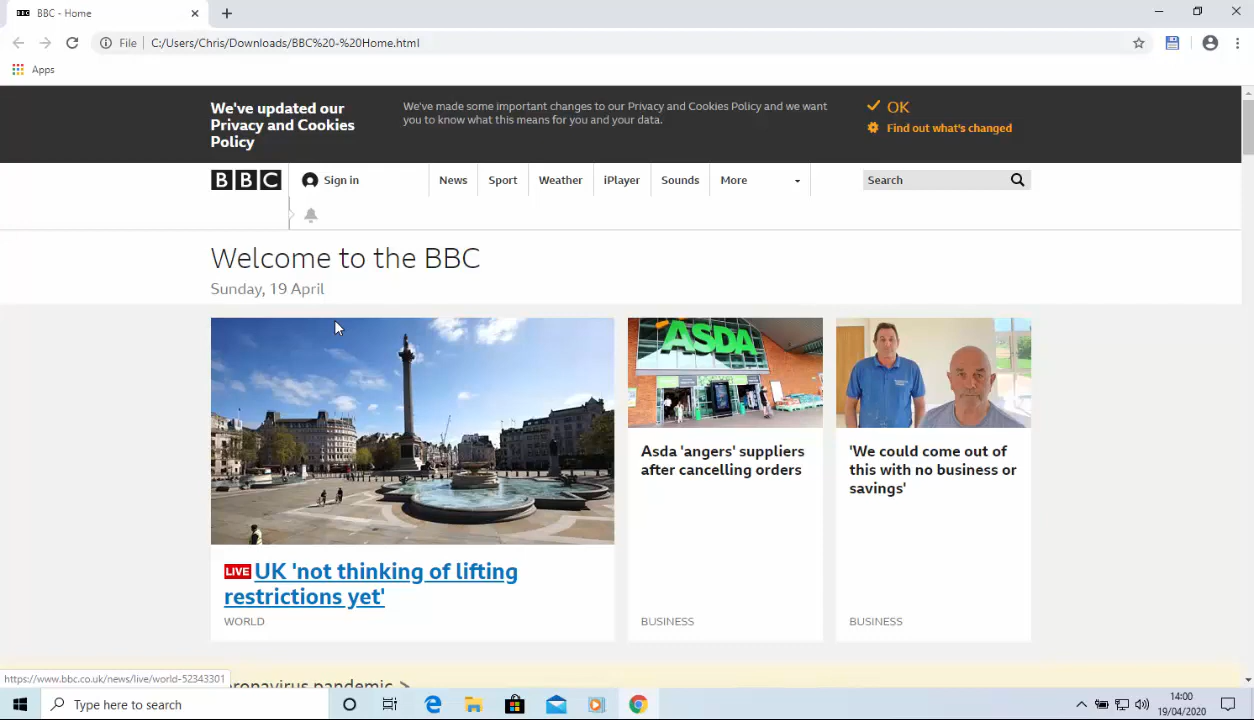 BBC - Home
File
C:/Users/Chris/Downloads/BBC%20-%20Home.html
Apps
We've updated our
Privacy and Cookies
Policy
We've made some important changes to our Privacy and Cookies Policy and we want
you to know what this means for you and your data.
OK
Find out what's changed
BBC
Sign in
News
Sport
Weather
iPlayer
Sounds
More
Search
Welcome to the BBC
Sunday, 19 April
ASDA
LIVE UK 'not thinking of lifting
restrictions yet'
WORLD
Asda 'angers' suppliers
after cancelling orders
BUSINESS
'We could come out of
this with no business or
savings'
BUSINESS
https://www.bbc.co.uk/news/live/world-52343301
oronavirus pandemic >
Type here to search
14:00
19/04/2020